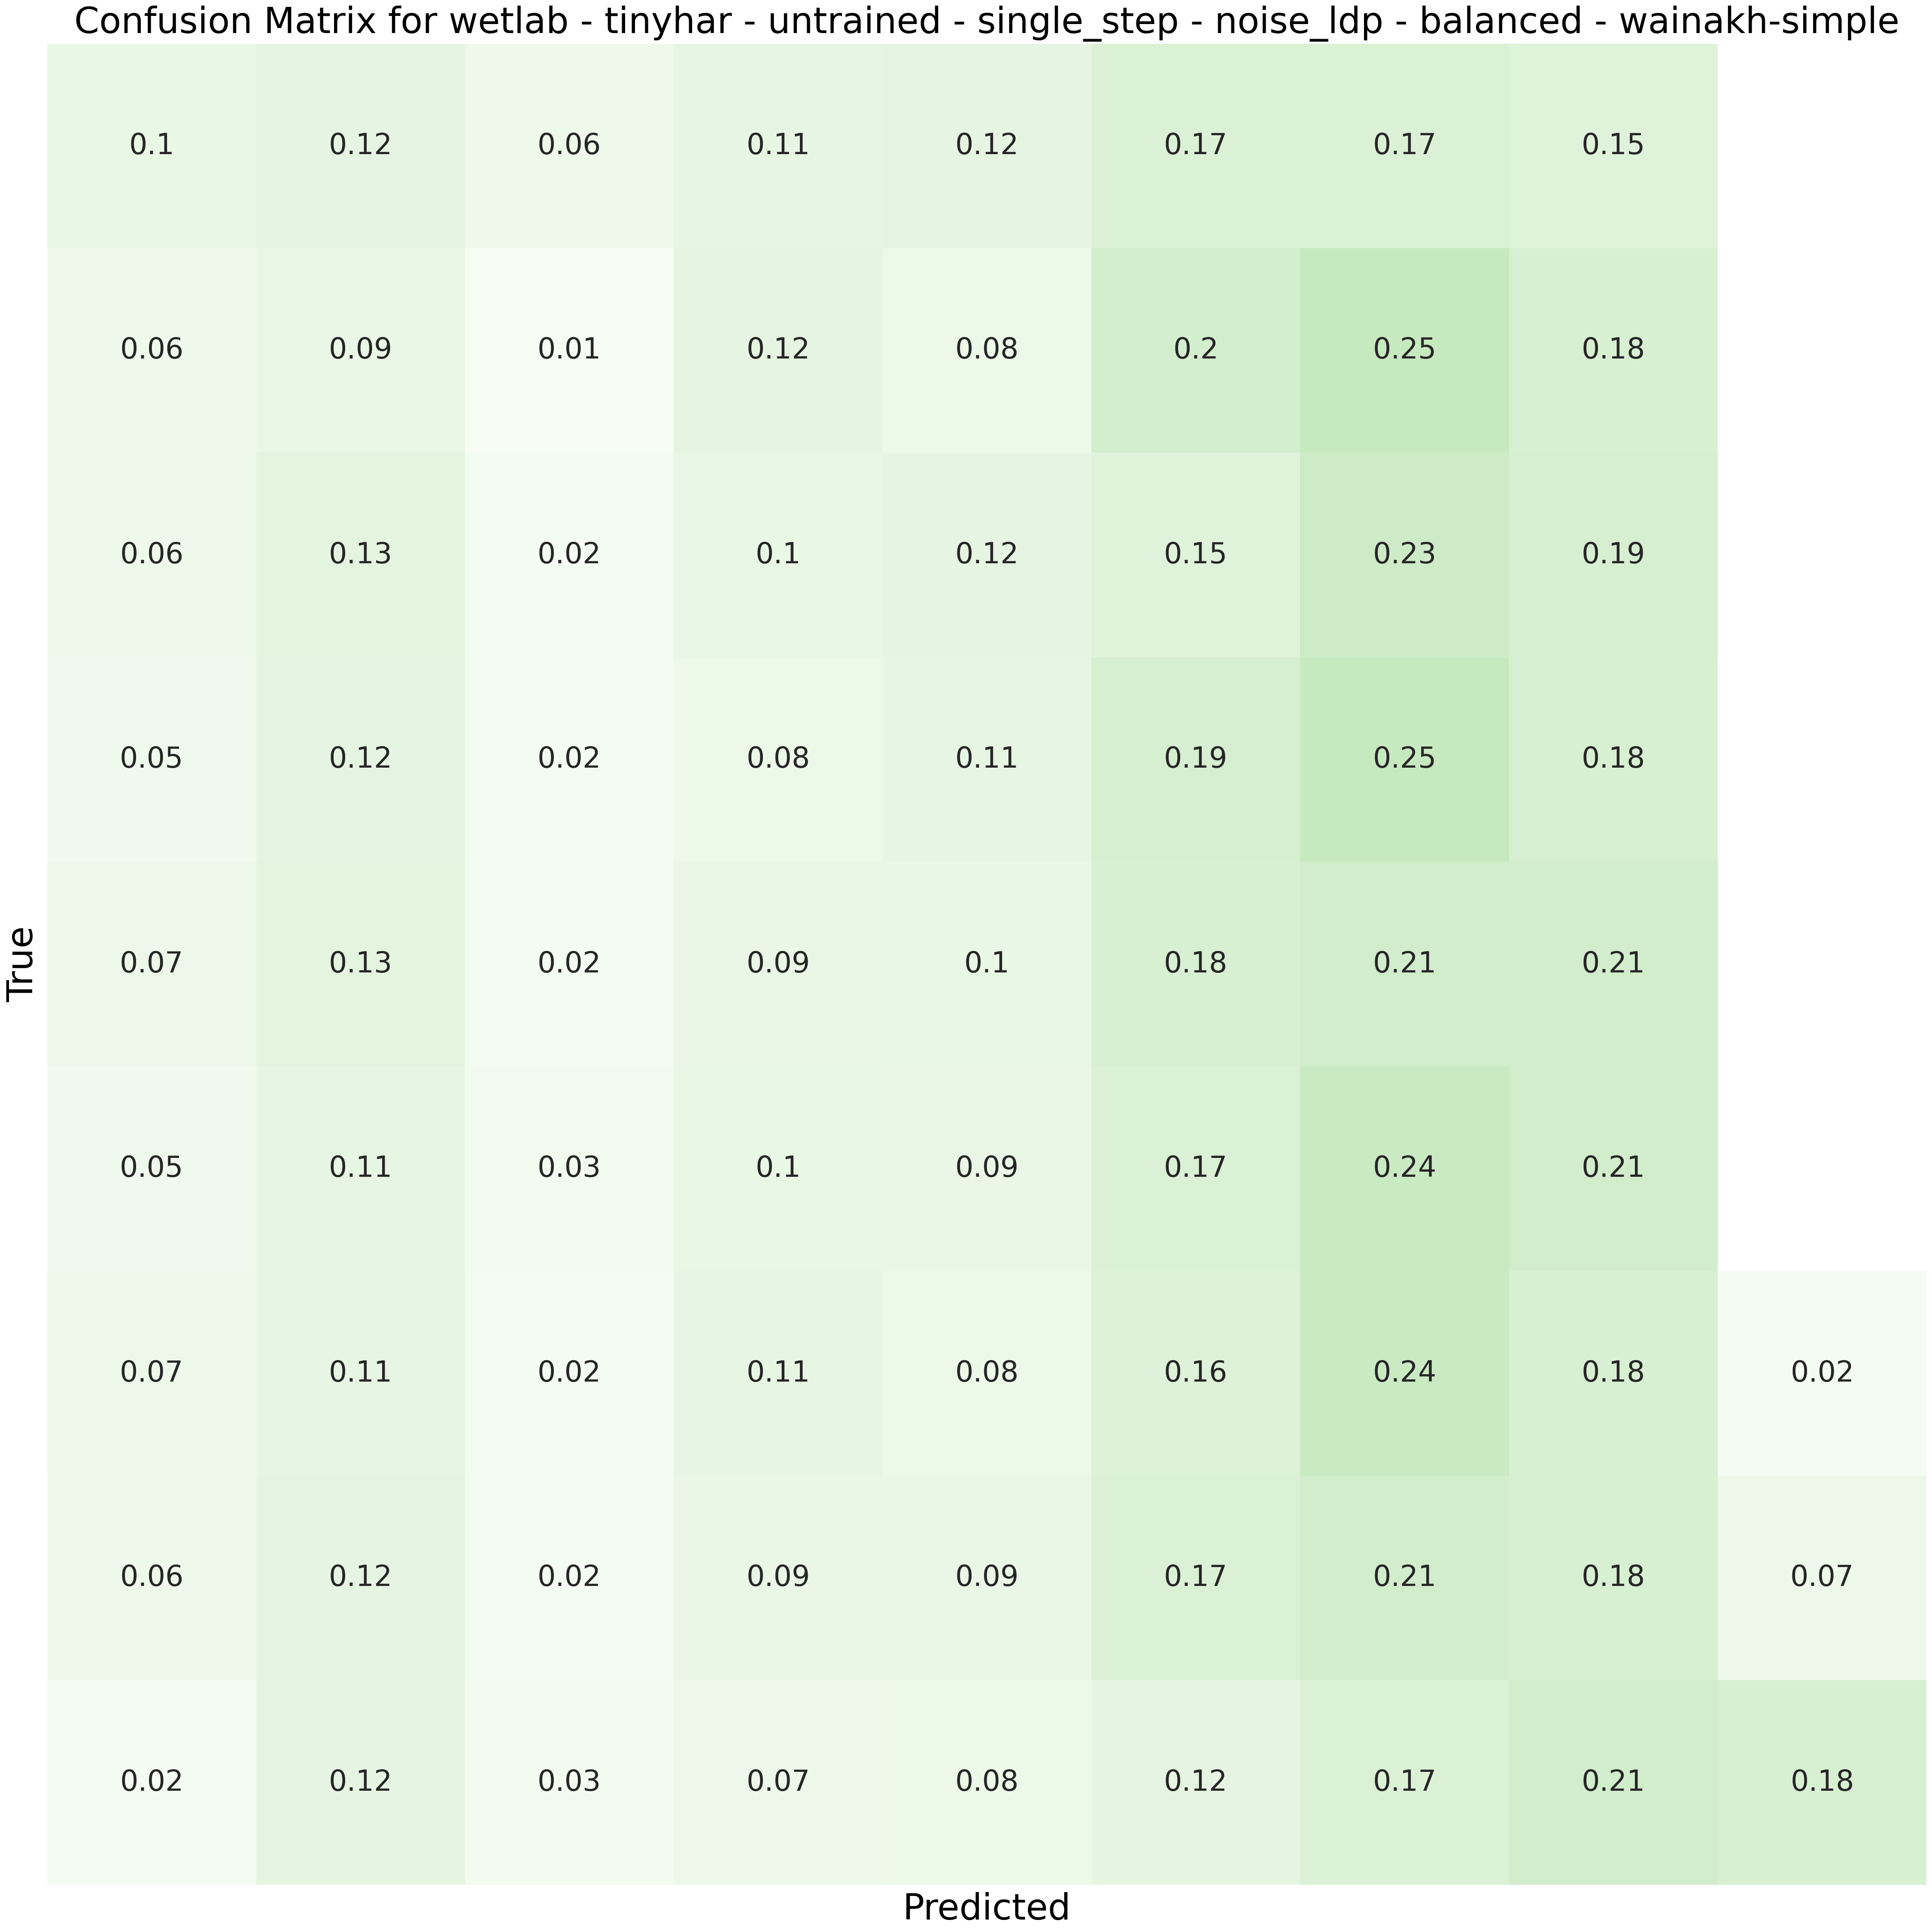 Confusion Matrix for wetlab - tinyhar - untrained - single_step - noise_ldp - balanced - wainakh-simple
0.1 0.12 0.06 0.11 0.12 0.17 0.17 0.15
0.06 0.09 0.01 0.12 0.08 0.2 0.25 0.18
0.06 0.13 0.02 0.1 0.12 0.15 0.23 0.19
0.05 0.12 0.02 0.08 0.11 0.19 0.25 0.18
0.07 0.13 0.02 0.09 0.1 0.18 0.21 0.21
0.05 0.11 0.03 0.1 0.09 0.17 0.24 0.21
0.07 0.11 0.02 0.11 0.08 0.16 0.24 0.18 0.02
0.06 0.12 0.02 0.09 0.09 0.17 0.21 0.18 0.07
0.02 0.12 0.03 0.07 0.08 0.12 0.17 0.21 0.18
True
Predicted